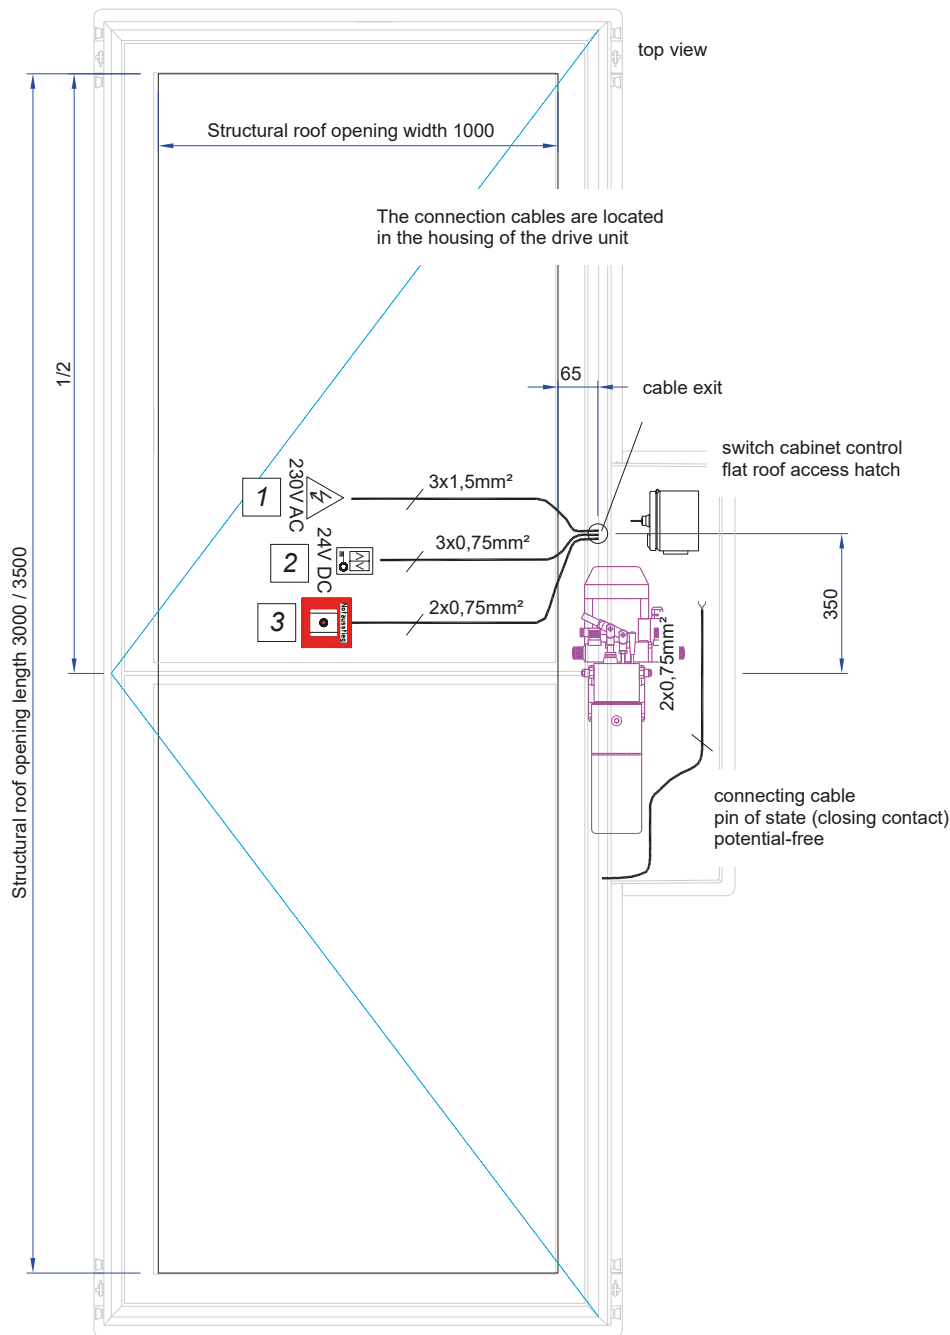 top view
Structural roof opening width 1000
The connection cables are located
in the housing of the drive unit
1/2
65
cable exit
switch cabinet control
flat roof access hatch
1
230V AC
3x1,5mm²
2
24V DC
3x0,75mm²
3
Notausstieg
2x0,75mm²
350
2x0,75mm²
Structural roof opening length 3000 / 3500
connecting cable
pin of state (closing contact)
potential-free